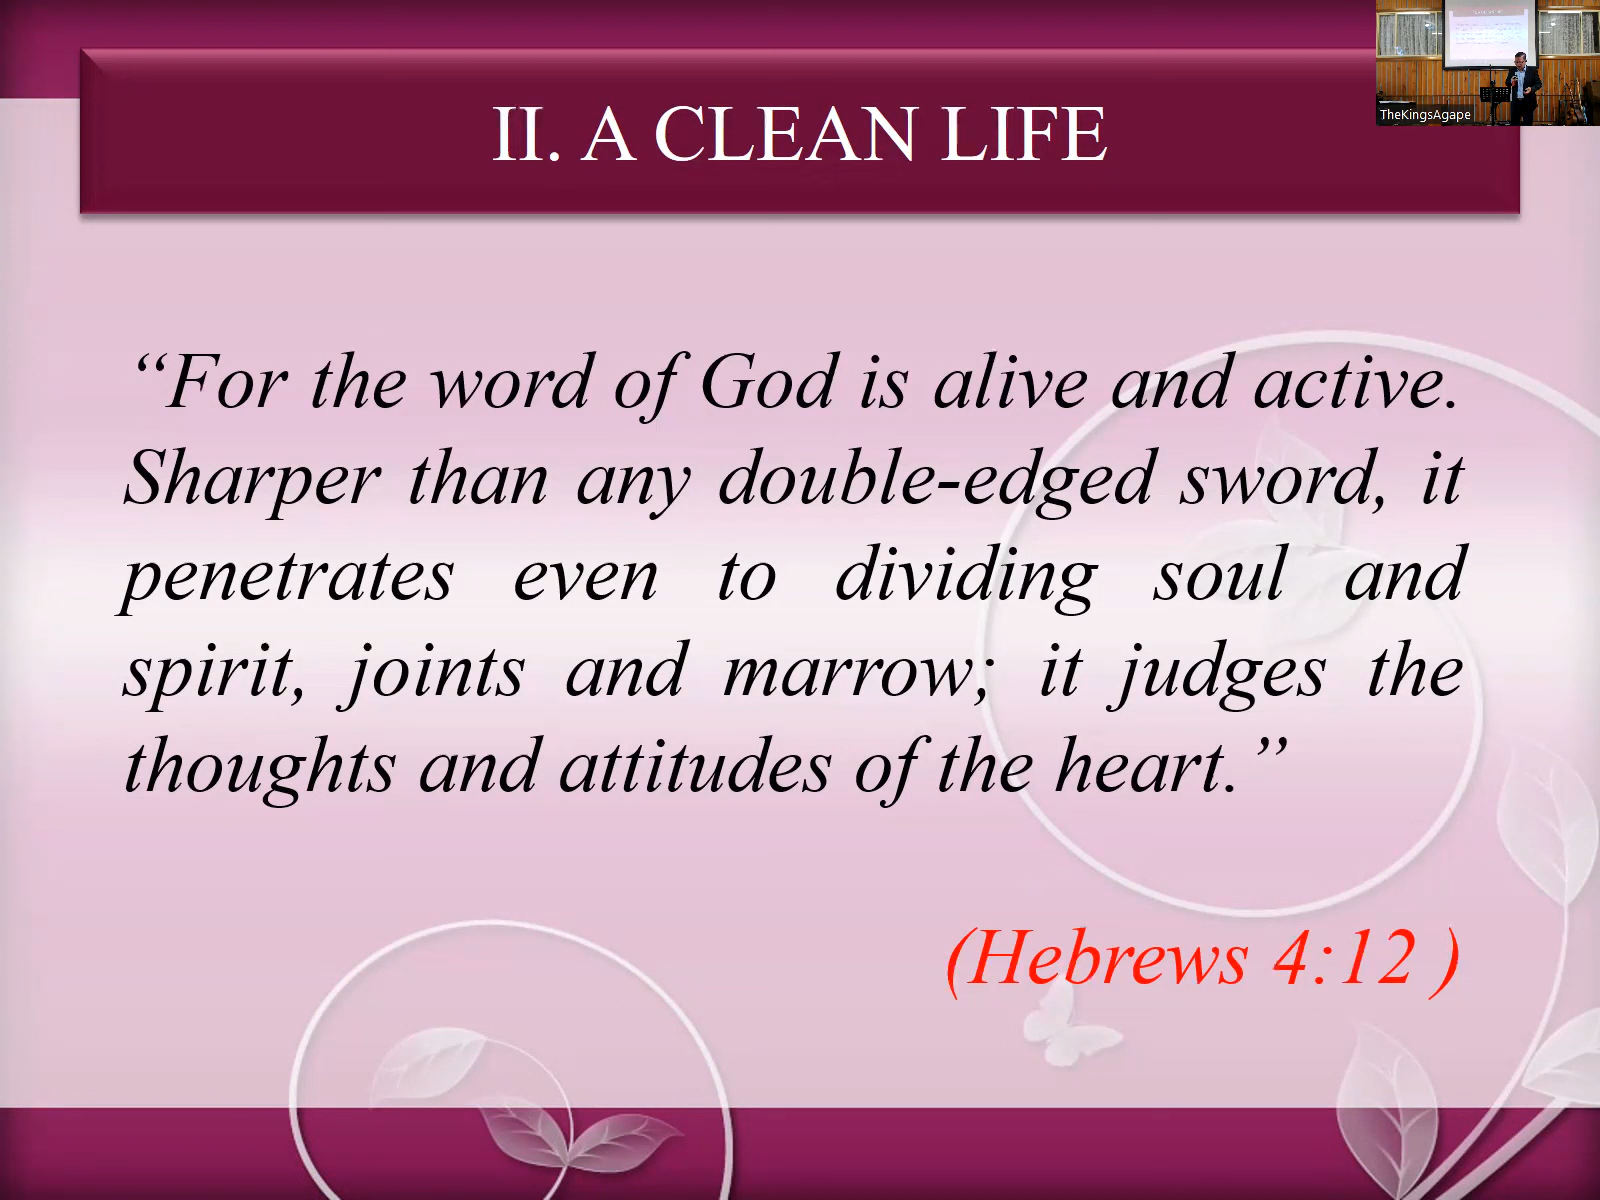 II. A CLEAN LIFE
TheKingsAgape
“For the word of God is alive and active.
Sharper than any double-edged sword, it
penetrates even to dividing soul and
spirit, joints and marrow; it judges the
thoughts and attitudes of the heart.”
(Hebrews 4:12 )